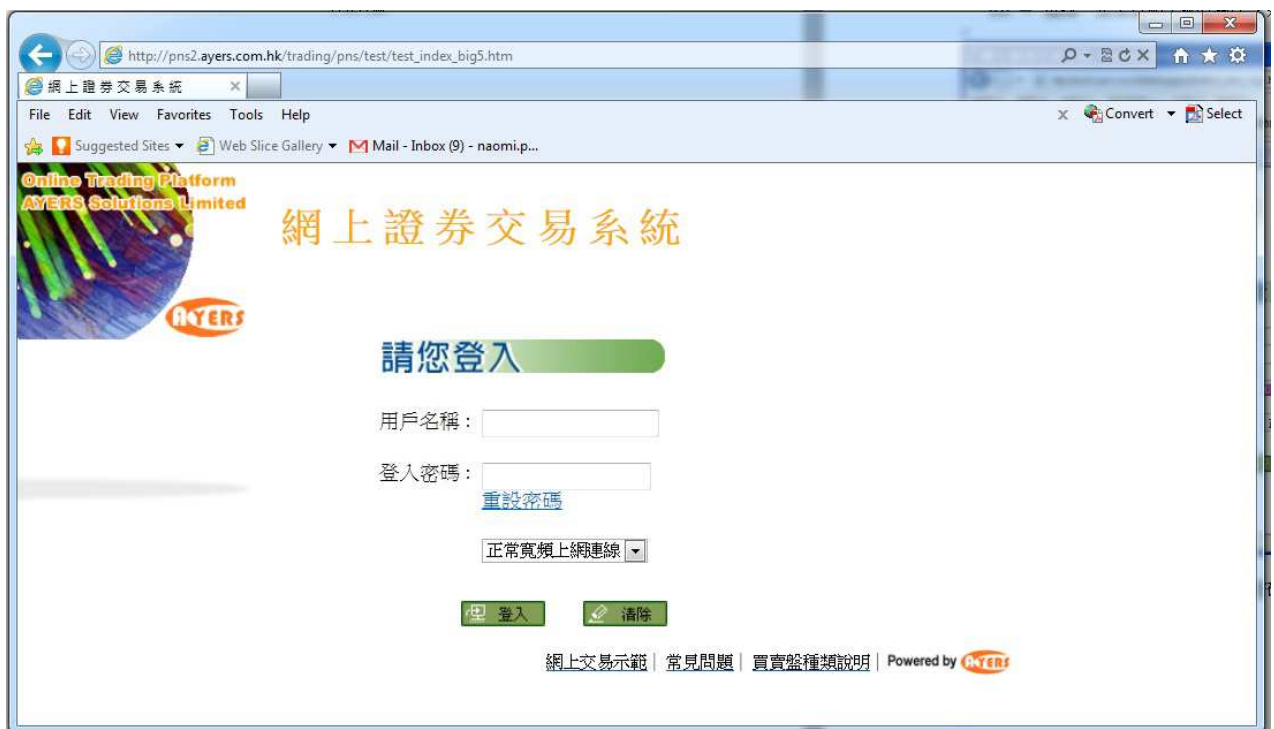 http://pns2.ayers.com.hk/trading/pns/test/test_index_big5.htm
網上證券交易系統
File Edit View Favorites Tools Help
Convert Select
Suggested Sites Web Slice Gallery Mail - Inbox (9) - naomi.p...
Online Trading Platform
AYERS Solutions Limited
網上證券交易系統
AYERS
請您登入
用戶名稱：
登入密碼：
重設密碼
正常寬頻上網連線
登入 清除
網上交易示範| 常見問題| 買賣盤種類說明| Powered by AYERS